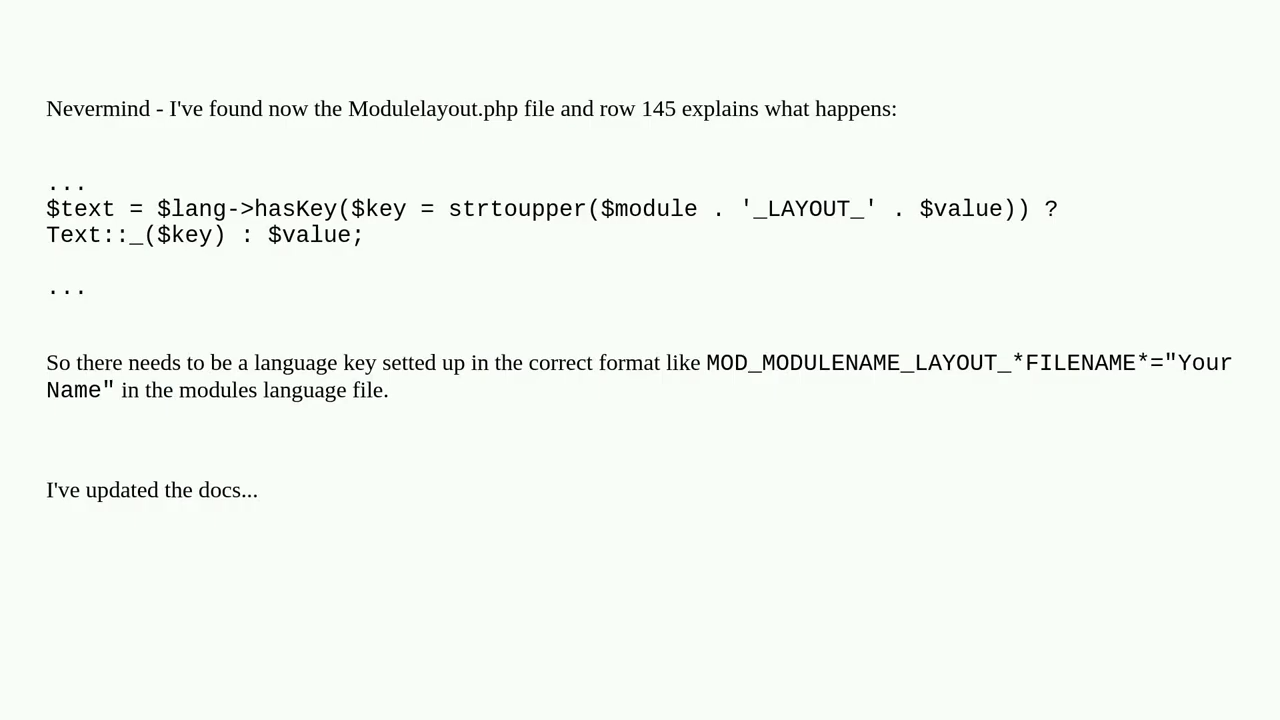 Nevermind - I've found now the Modulelayout.php file and row 145 explains what happens:
...
$text = $lang->hasKey($key = strtoupper($module . '_LAYOUT_' . $value)) ?
Text::_($key) : $value;
...
So there needs to be a language key setted up in the correct format like MOD_MODULENAME_LAYOUT_*FILENAME*="Your
Name" in the modules language file.
I've updated the docs...